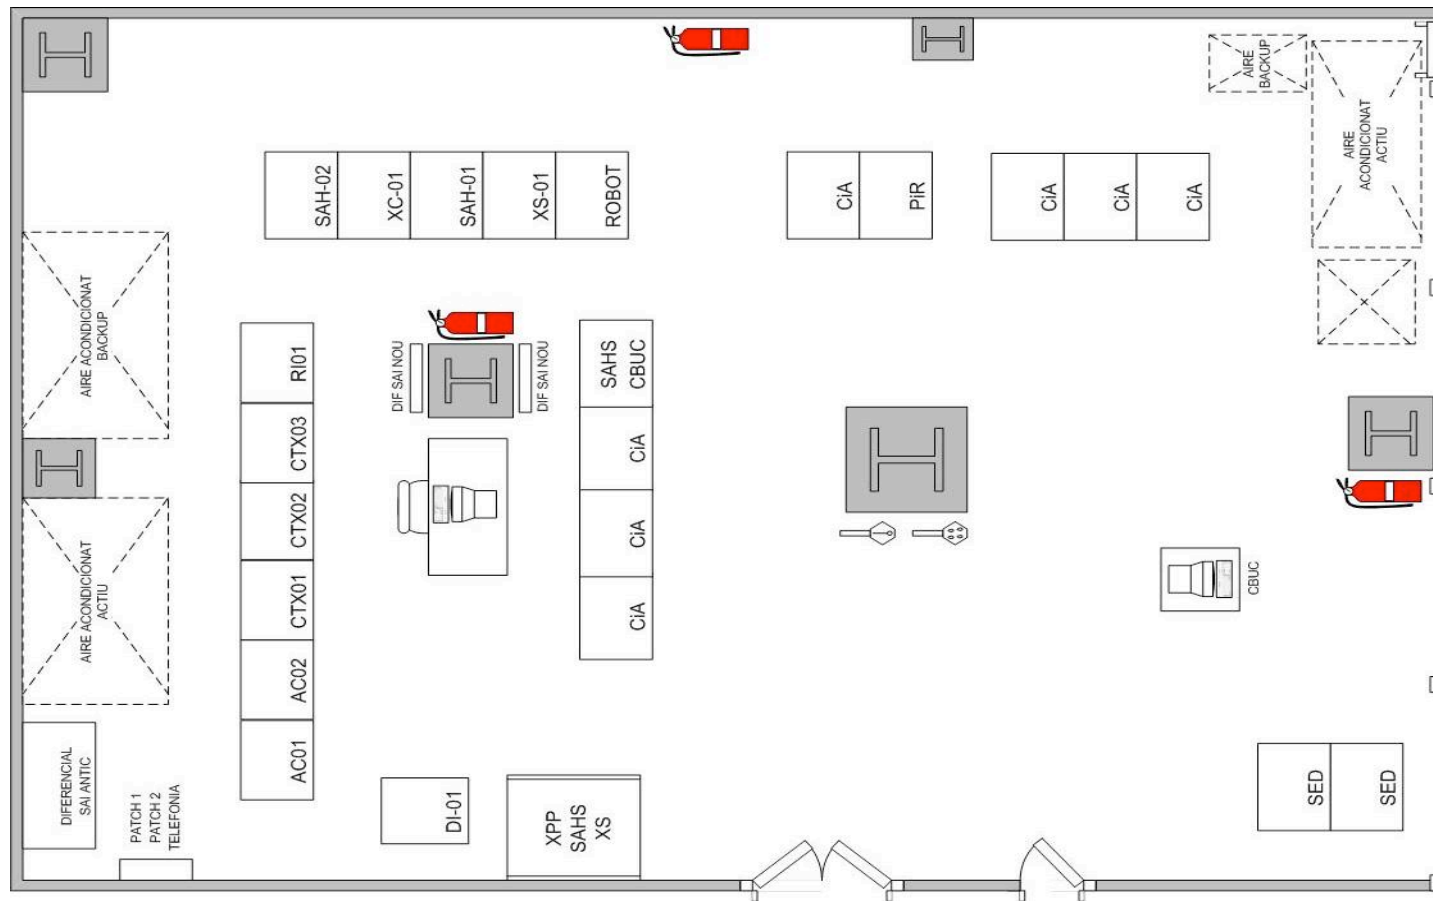 AIRE
BACKUP
AIRE
ACONDICIONAT
ACTIU
SAH-02
XC-01
SAH-01
XS-01
ROBOT
CiA
PiR
CiA
CiA
CiA
AIRE ACONDICIONAT
BACKUP
RI01
CTX03
CTX02
CTX01
AC02
AC01
DIF SAI NOU
DIF SAI NOU
SAHS
CBUC
CiA
CiA
CiA
AIRE ACONDICIONAT
ACTIU
CBUC
DIFERENCIAL
SAI ANTIC
PATCH 1
PATCH 2
TELEFONIA
DI-01
XPP
SAHS
XS
SED
SED